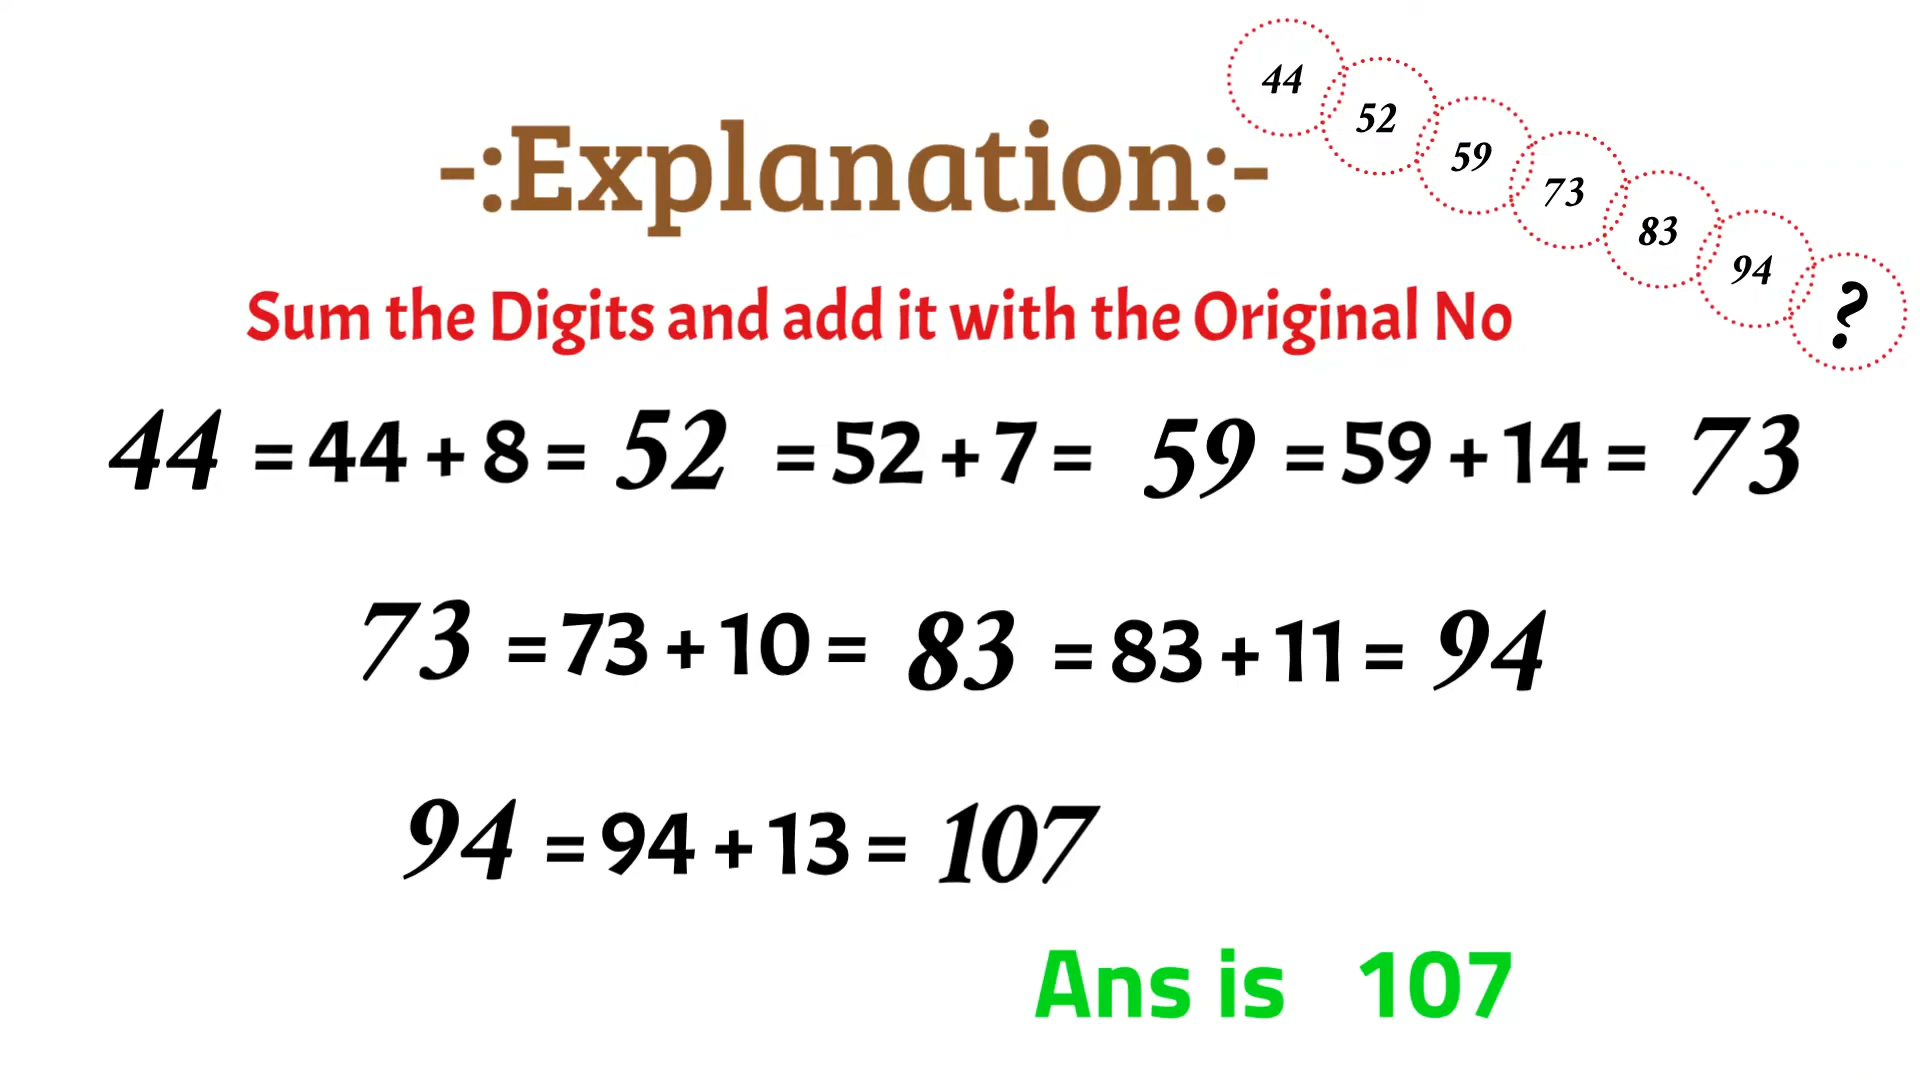 44
52
59
73
83
94
?
-:Explanation:-
Sum the Digits and add it with the Original No
44 = 44 + 8 = 52 = 52 + 7 = 59 = 59 + 14 = 73
73 = 73 + 10 = 83 = 83 + 11 = 94
94 = 94 + 13 = 107
Ans is 107